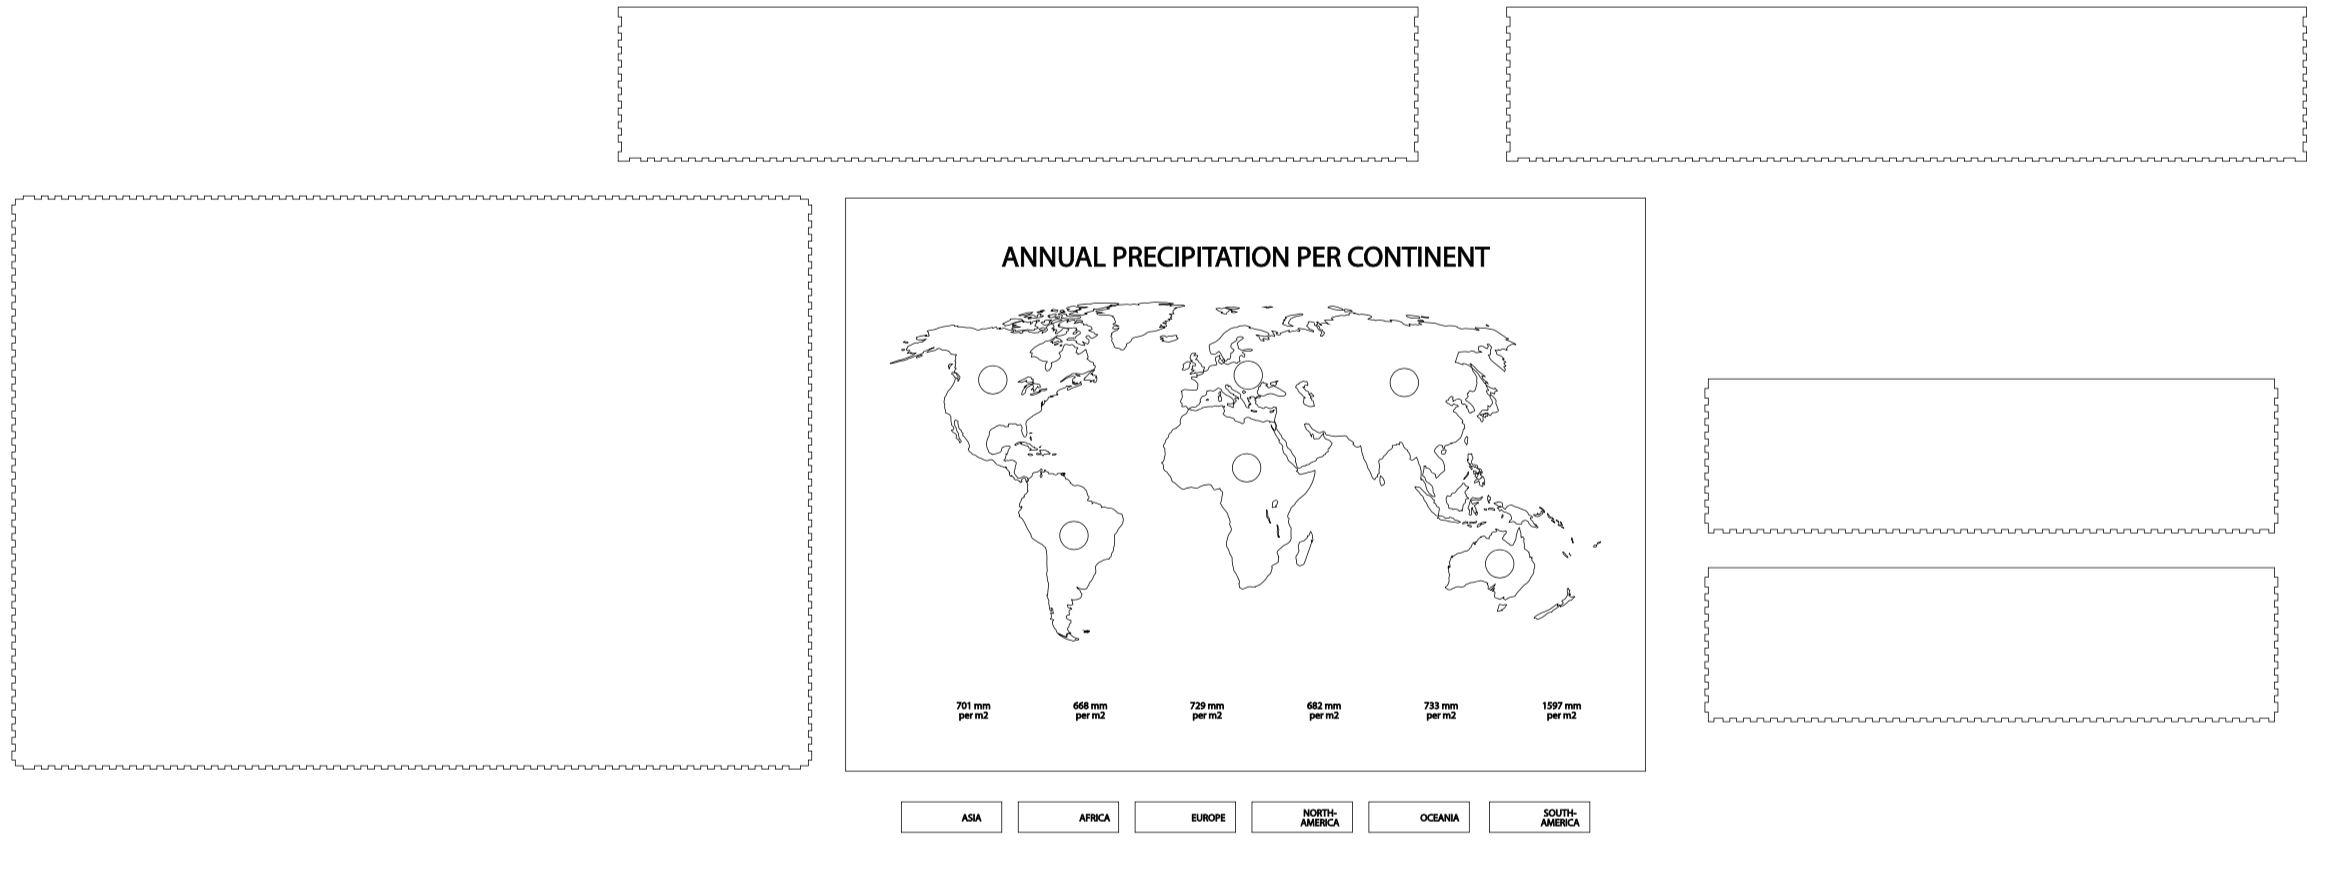 ANNUAL PRECIPITATION PER CONTINENT
701 mm
per m2
668 mm
per m2
729 mm
per m2
682 mm
per m2
733 mm
per m2
1597 mm
per m2
ASIA
AFRICA
EUROPE
NORTH-
AMERICA
OCEANIA
SOUTH-
AMERICA